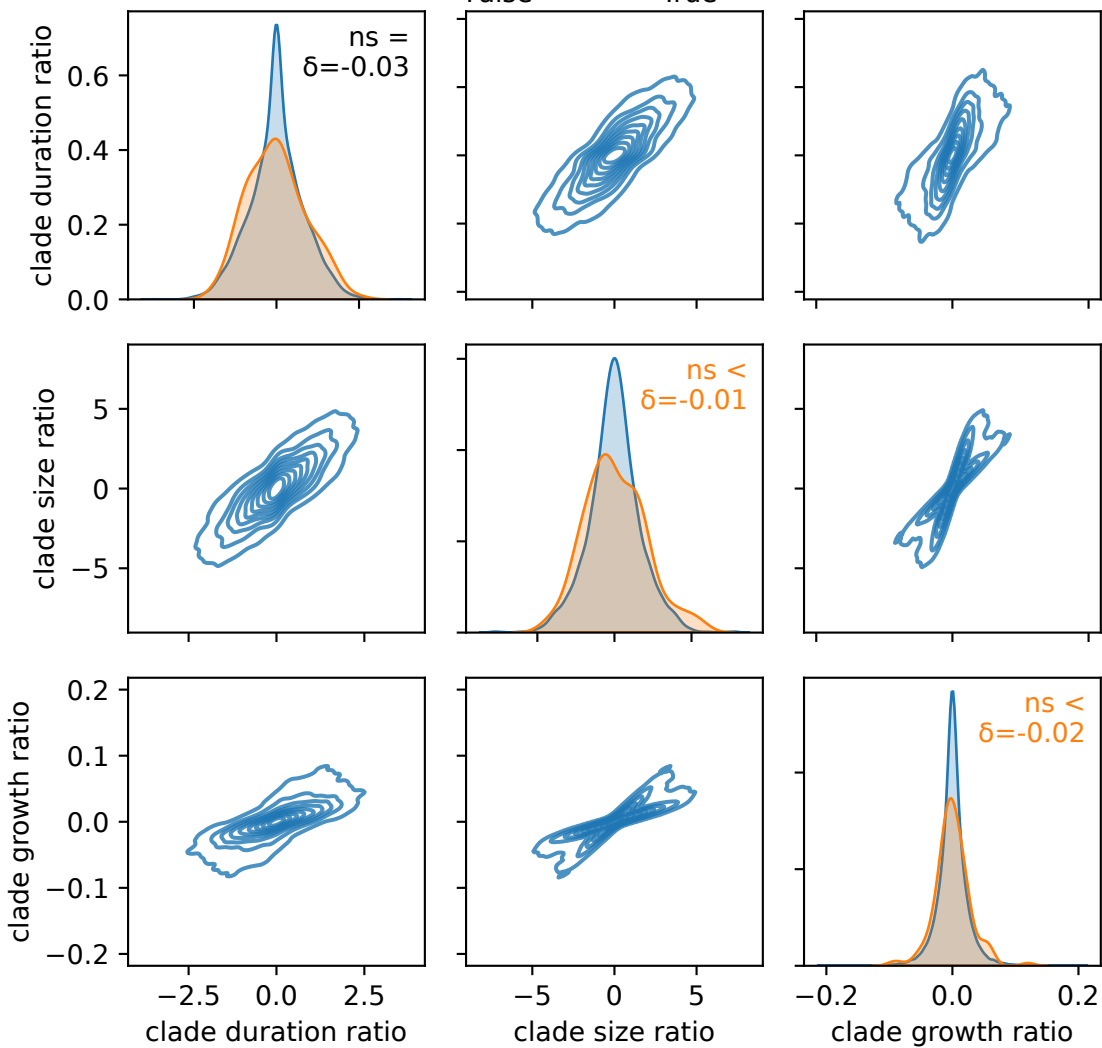 clade duration ratio
0.6
0.4
0.2
0.0
ns =
δ=-0.03
clade size ratio
5
0
−5
ns <
δ=-0.01
clade growth ratio
0.2
0.1
0.0
−0.1
−0.2
ns <
δ=-0.02
−2.5 0.0 2.5
−5 0 5
−0.2 0.0 0.2
clade duration ratio
clade size ratio
clade growth ratio